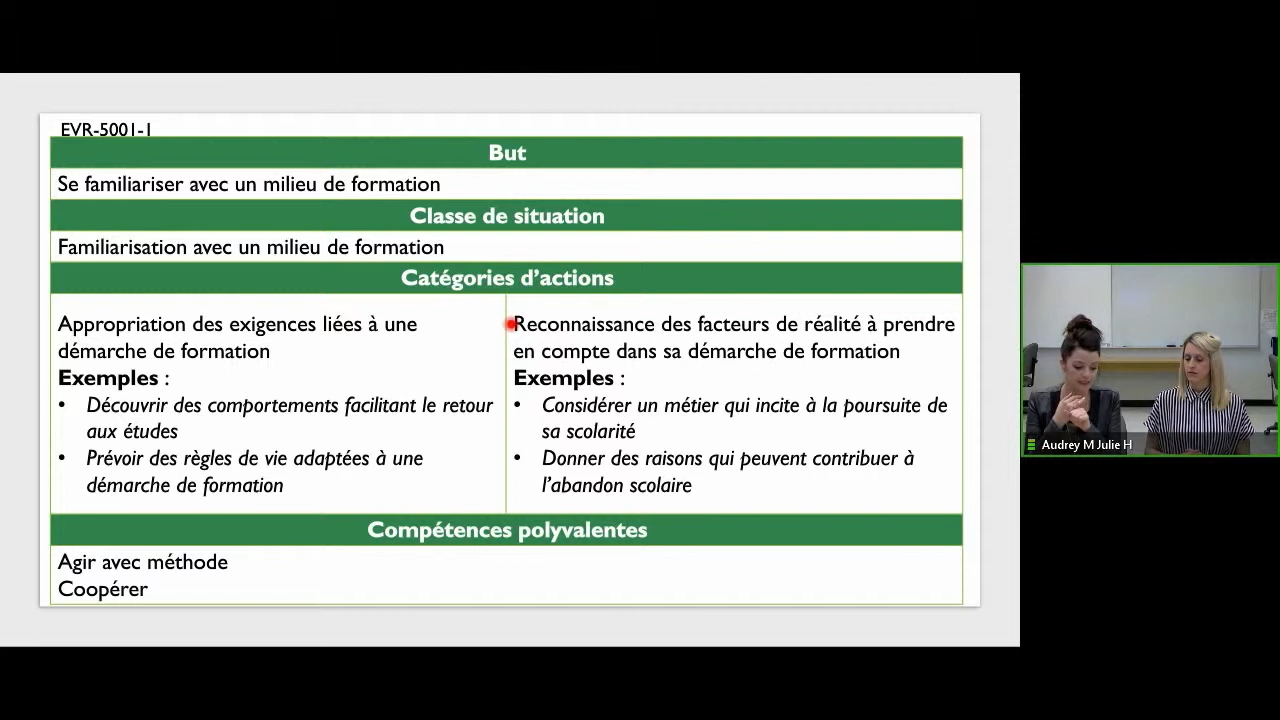 EVR-5001-1
But
Se familiariser avec un milieu de formation
Classe de situation
Familiarisation avec un milieu de formation
Catégories d’actions
Appropriation des exigences liées à une
démarche de formation
Exemples :
• Découvrir des comportements facilitant le retour
aux études
• Prévoir des règles de vie adaptées à une
démarche de formation
Reconnaissance des facteurs de réalité à prendre
en compte dans sa démarche de formation
Exemples :
• Considérer un métier qui incite à la poursuite de
sa scolarité
• Donner des raisons qui peuvent contribuer à
l’abandon scolaire
Compétences polyvalentes
Agir avec méthode
Coopérer
Audrey M Julie H